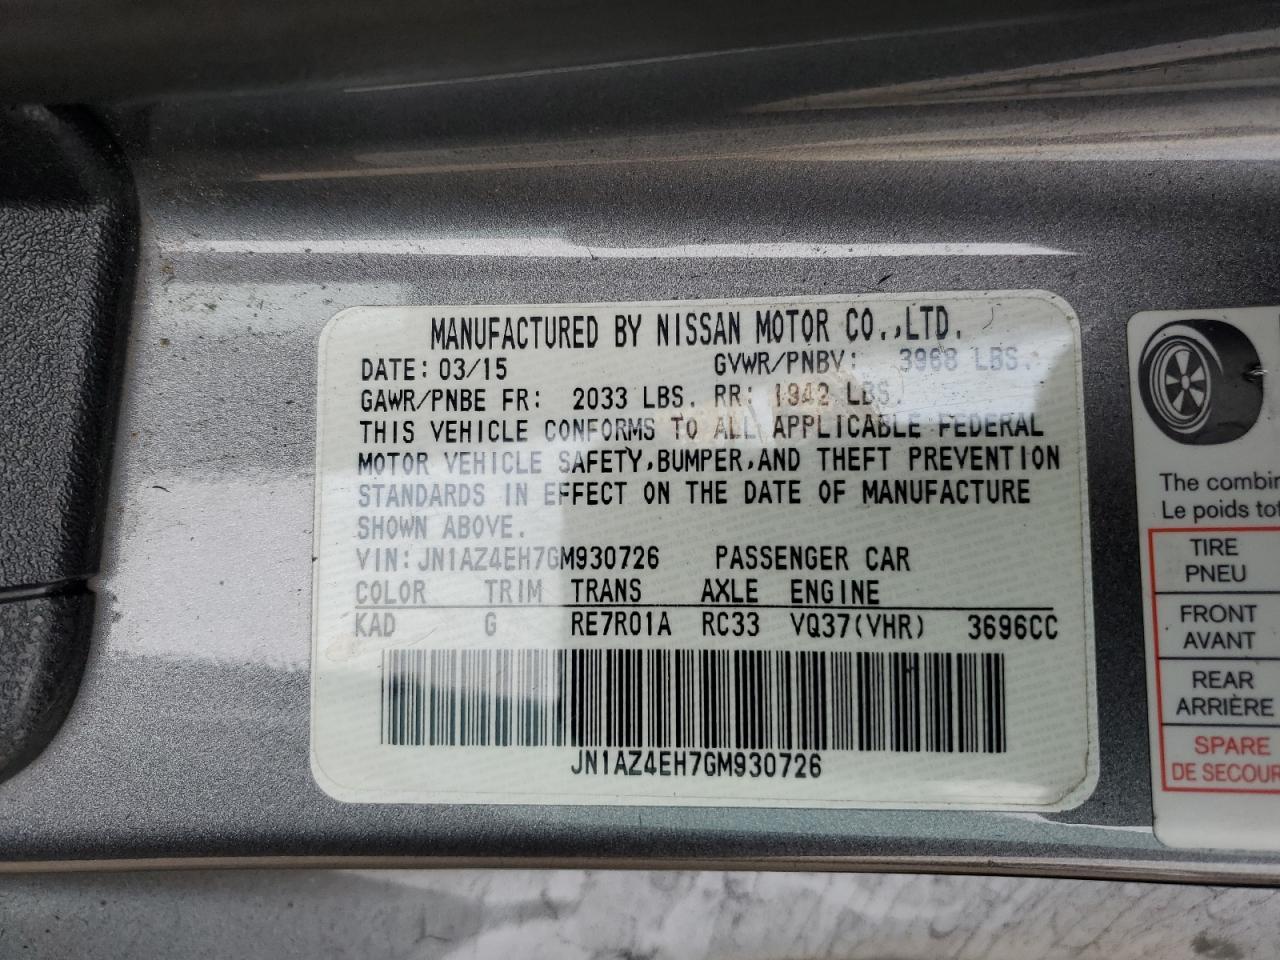 MANUFACTURED BY NISSAN MOTOR CO.,LTD.
DATE: 03/15 GVWR/PNBV: 3968 LBS.
GAWR/PNBE FR: 2033 LBS. RR: 1942 LBS.
THIS VEHICLE CONFORMS TO ALL APPLICABLE FEDERAL
MOTOR VEHICLE SAFETY,BUMPER,AND THEFT PREVENTION
STANDARDS IN EFFECT ON THE DATE OF MANUFACTURE
SHOWN ABOVE.
VIN: JN1AZ4EH7GM930726 PASSENGER CAR
COLOR TRIM TRANS AXLE ENGINE
KAD G RE7R01A RC33 VQ37(VHR) 3696CC
JN1AZ4EH7GM930726
The combin
Le poids tot
TIRE
PNEU
FRONT
AVANT
REAR
ARRIÈRE
SPARE
DE SECOUR